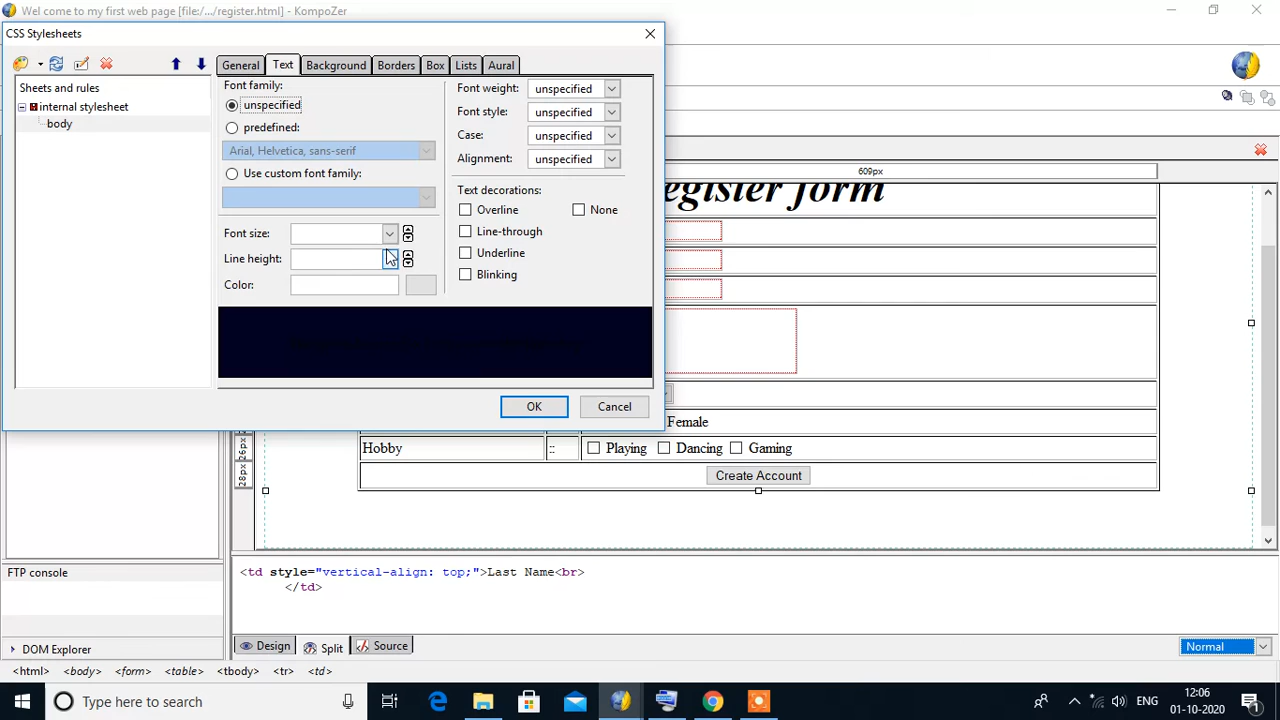 Wel come to my first web page [file:/.../register.html] - KompoZer
CSS Stylesheets
General Text Background Borders Box Lists Aural
Sheets and rules
internal stylesheet
body
Font family:
unspecified
predefined:
Arial, Helvetica, sans-serif
Use custom font family:
Font size:
Line height:
Color:
Font weight: unspecified
Font style: unspecified
Case: unspecified
Alignment: unspecified
Text decorations:
Overline None
Line-through
Underline
Blinking
OK Cancel
609px
egister form
Female
Hobby :: Playing Dancing Gaming
Create Account
26px
28px
<td style="vertical-align: top;">Last Name<br>
</td>
FTP console
DOM Explorer
Design Split Source
Normal
<html> <body> <form> <table> <tbody> <tr> <td>
Type here to search
ENG
12:06
01-10-2020
1